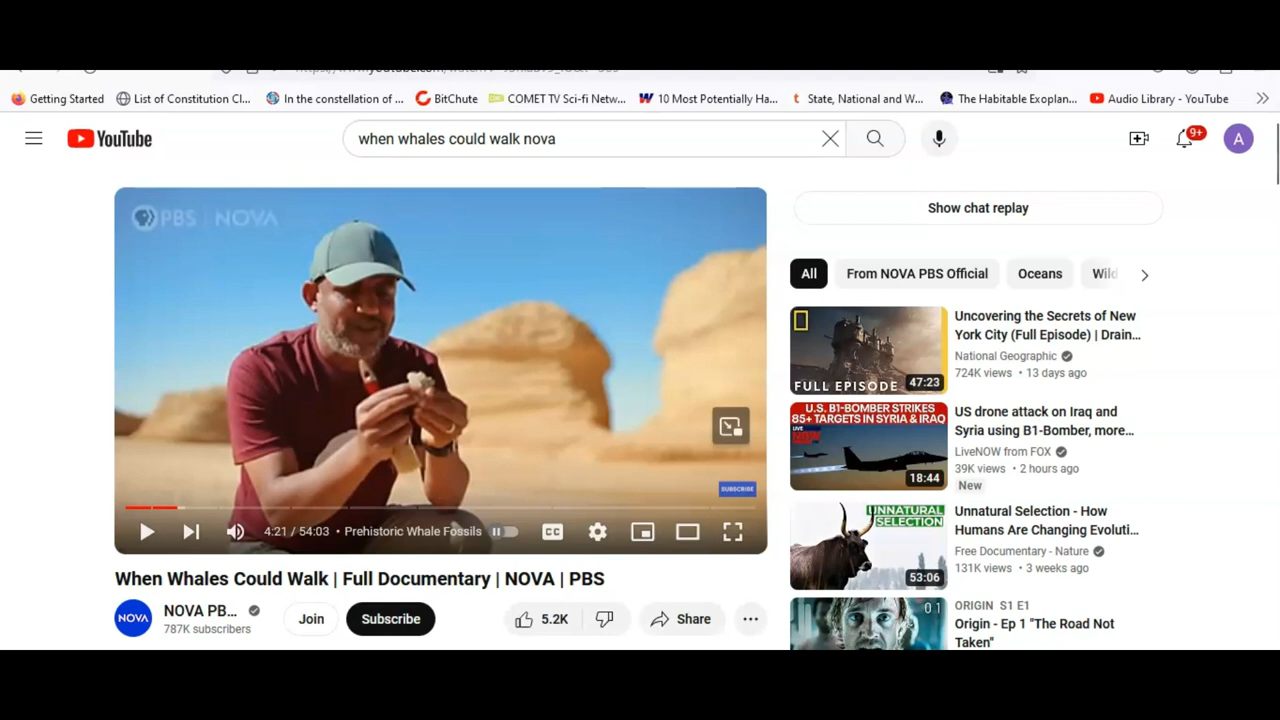 Getting Started
List of Constitution Cl...
In the constellation of ...
BitChute
COMET TV Sci-fi Netw...
10 Most Potentially Ha...
State, National and W...
The Habitable Exoplan...
Audio Library - YouTube
YouTube
when whales could walk nova
9+
A
PBS | NOVA
SUBSCRIBE
4:21 / 54:03 • Prehistoric Whale Fossils
CC
When Whales Could Walk | Full Documentary | NOVA | PBS
NOVA
NOVA PB...
787K subscribers
Join
Subscribe
5.2K
Share
Show chat replay
All
From NOVA PBS Official
Oceans
Wild
FULL EPISODE
47:23
Uncovering the Secrets of New
York City (Full Episode) | Drain...
National Geographic
724K views • 13 days ago
U.S. B1-BOMBER STRIKES
85+ TARGETS IN SYRIA & IRAQ
18:44
US drone attack on Iraq and
Syria using B1-Bomber, more...
LiveNOW from FOX
39K views • 2 hours ago
New
UNNATURAL
SELECTION
53:06
Unnatural Selection - How
Humans Are Changing Evoluti...
Free Documentary - Nature
131K views • 3 weeks ago
ORIGIN S1 E1
Origin - Ep 1 "The Road Not
Taken"